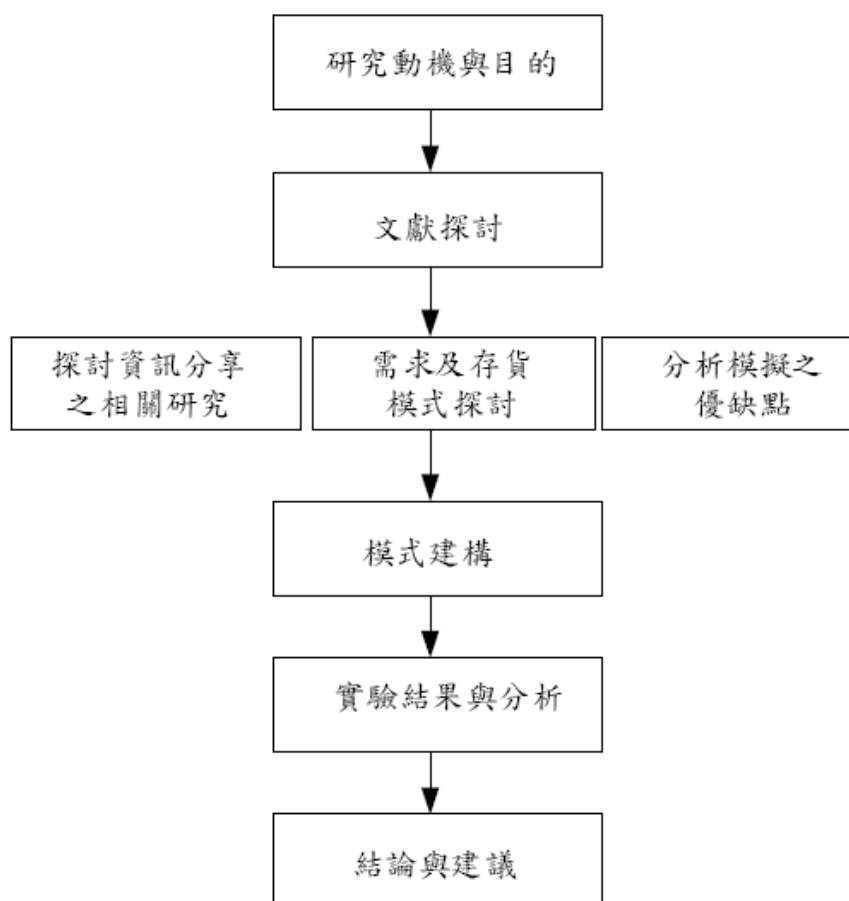 研究動機與目的
文獻探討
探討資訊分享
之相關研究
需求及存貨
模式探討
分析模擬之
優缺點
模式建構
實驗結果與分析
結論與建議